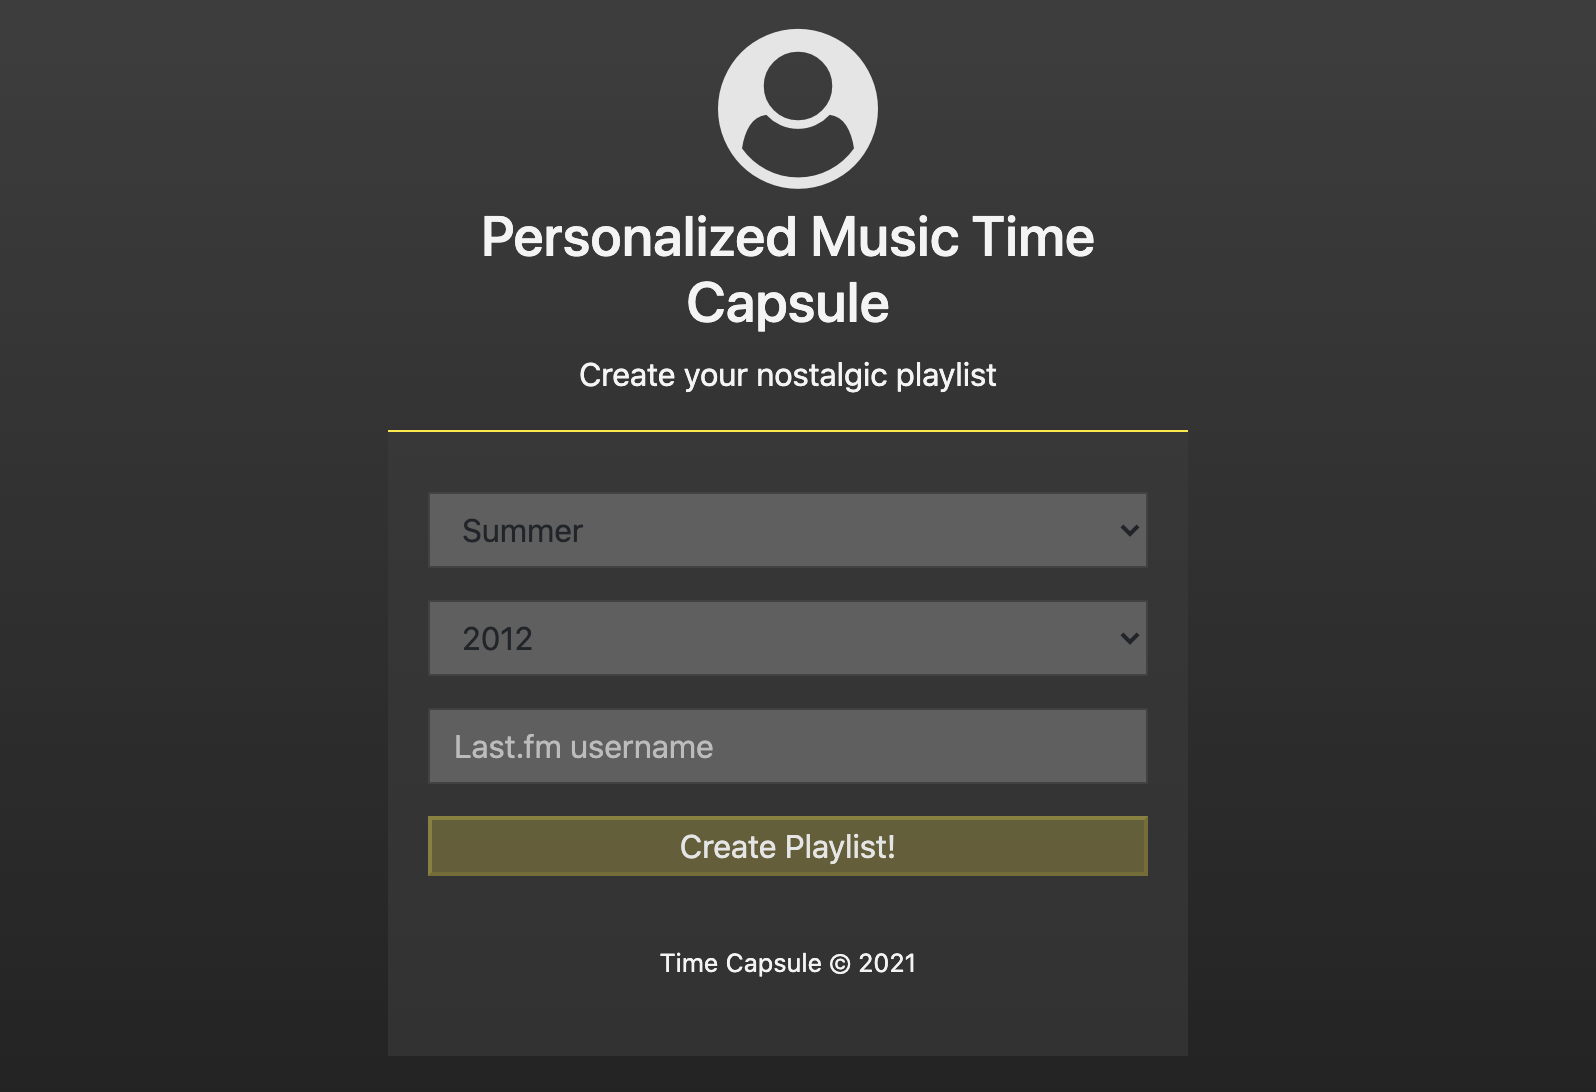 Personalized Music Time
Capsule
Create your nostalgic playlist
Summer
2012
Last.fm username
Create Playlist!
Time Capsule © 2021